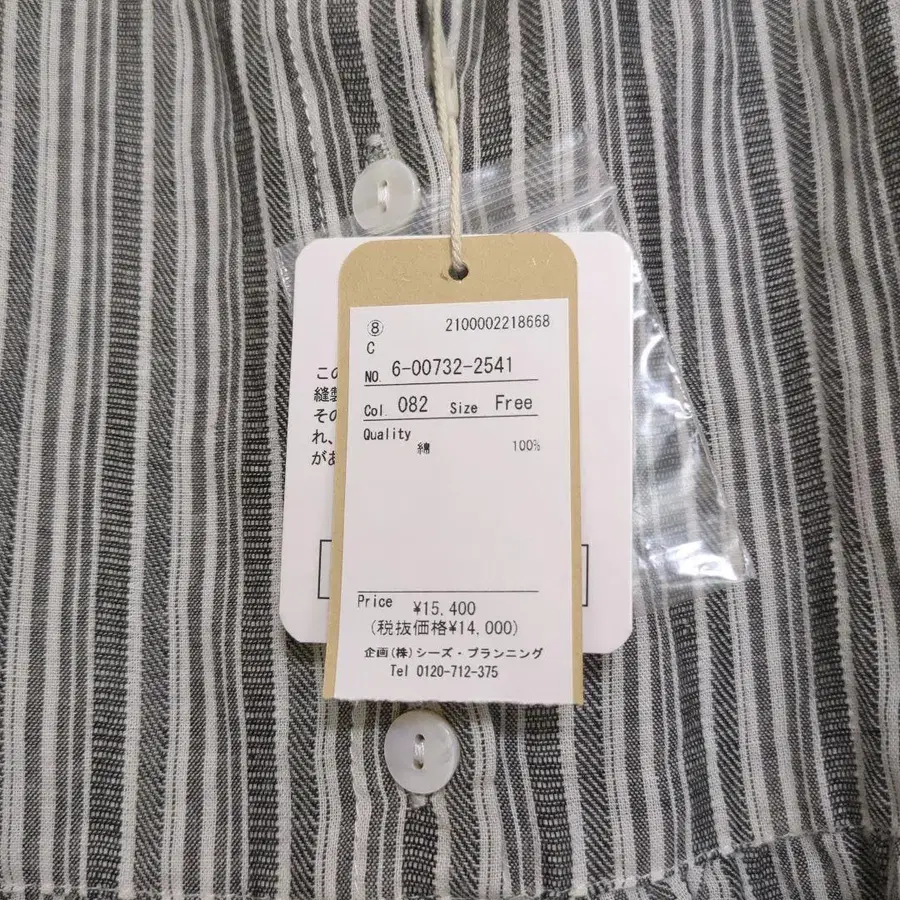 ⑧ 2100002218668
C
NO. 6-00732-2541
Col. 082 Size Free
Quality
綿 100%
Price ¥15,400
(税抜価格¥14,000)
企画(株)シーズ・プランニング
Tel 0120-712-375
この
縫製
その
れ、
があ